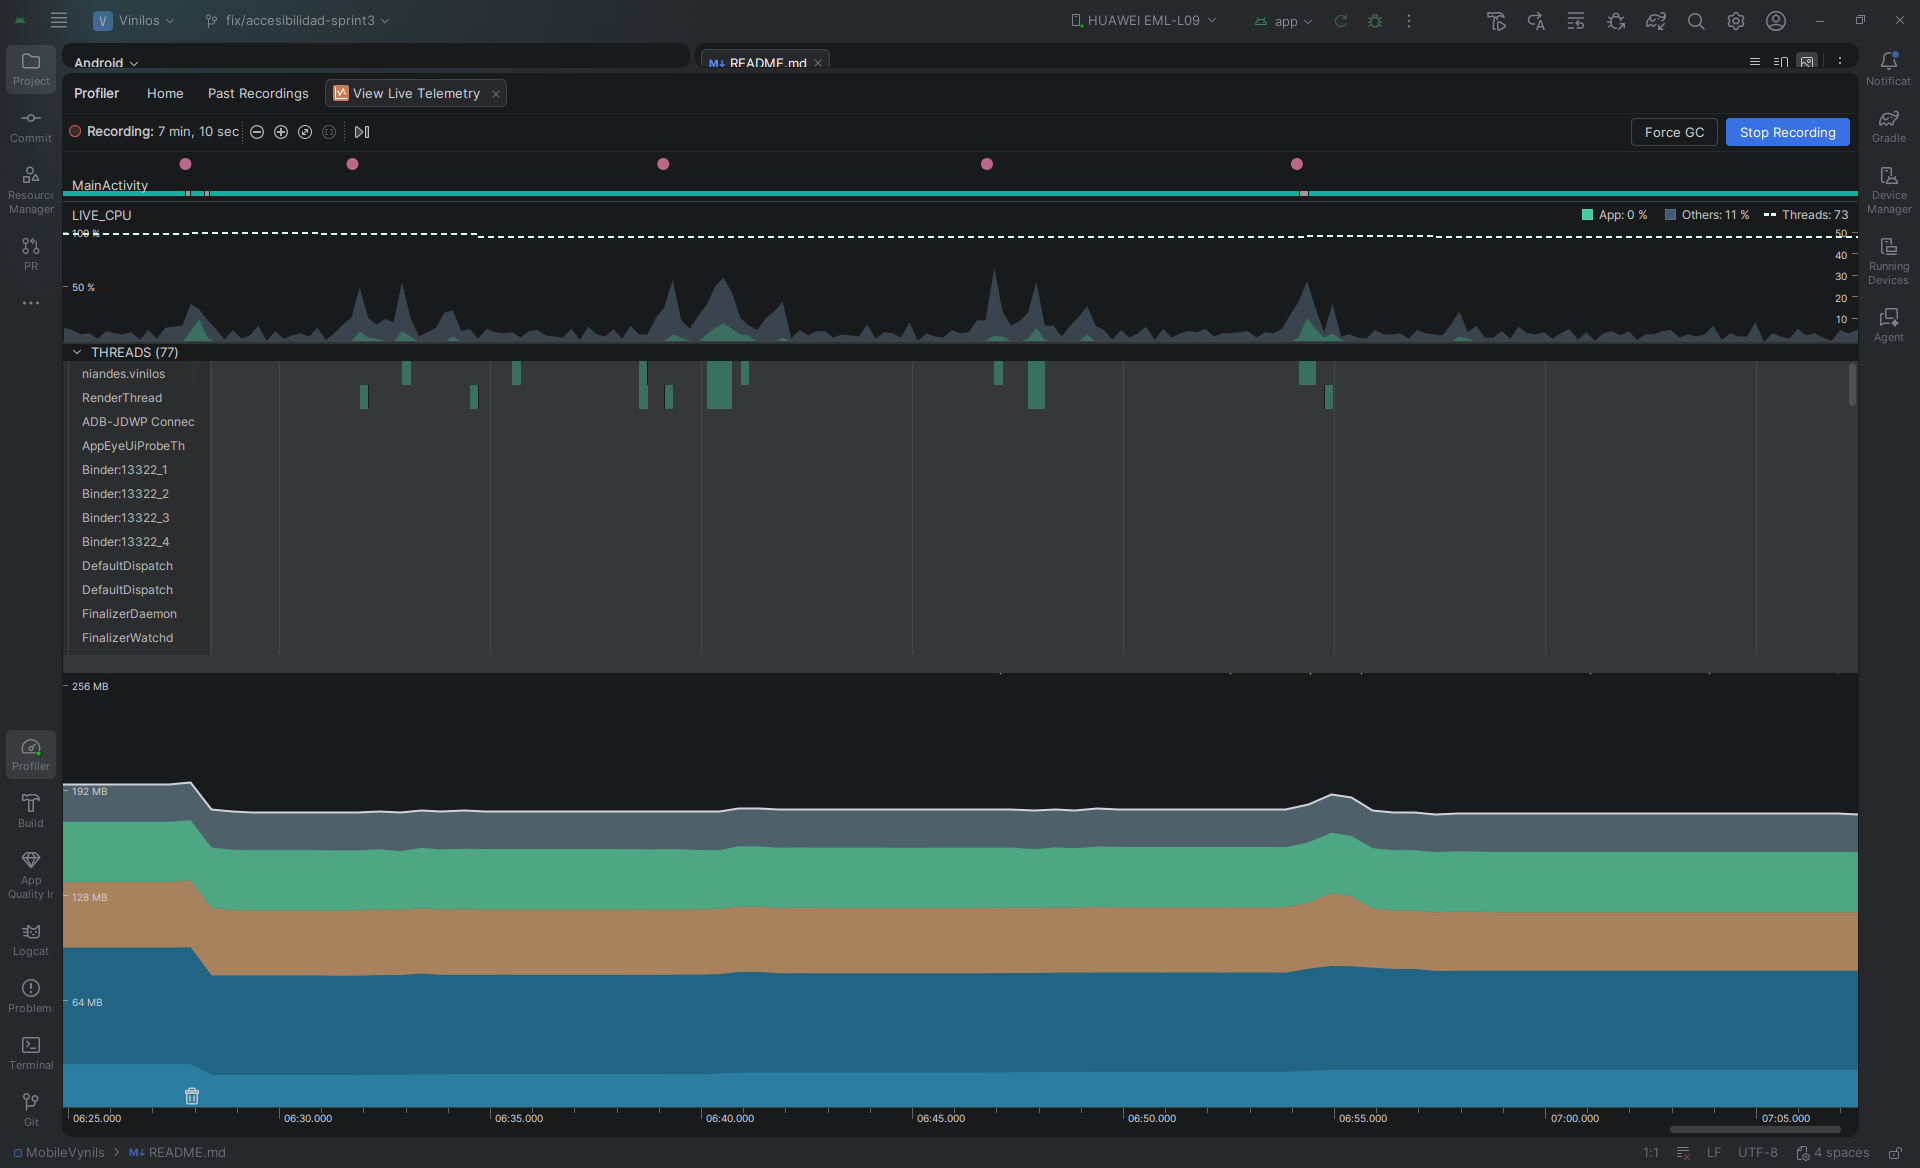 V Vinilos fix/accesibilidad-sprint3 HUAWEI EML-L09 app
Project
Commit
Resource
Manager
PR
Profiler
Build
App
Quality In
Logcat
Problem
Terminal
Git
Android
README.md
Profiler Home Past Recordings View Live Telemetry
Recording: 7 min, 10 sec Force GC Stop Recording
MainActivity
LIVE_CPU App: 0 % Others: 11 % Threads: 73
100 % 50
40
50 % 30
20
10
THREADS (77)
niandes.vinilos
RenderThread
ADB-JDWP Connec
AppEyeUiProbeTh
Binder:13322_1
Binder:13322_2
Binder:13322_3
Binder:13322_4
DefaultDispatch
DefaultDispatch
FinalizerDaemon
FinalizerWatchd
256 MB
192 MB
128 MB
64 MB
06:25.000 06:30.000 06:35.000 06:40.000 06:45.000 06:50.000 06:55.000 07:00.000 07:05.000
Notificat
Gradle
Device
Manager
Running
Devices
Agent
MobileVynils README.md 1:1 LF UTF-8 4 spaces